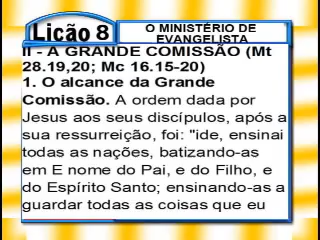 Lição 8
O MINISTÉRIO DE
EVANGELISTA
II - A GRANDE COMISSÃO (Mt
28.19,20; Mc 16.15-20)
1. O alcance da Grande
Comissão. A ordem dada por
Jesus aos seus discípulos, após a
sua ressurreição, foi: "ide, ensinai
todas as nações, batizando-as
em E nome do Pai, e do Filho, e
do Espírito Santo; ensinando-as a
guardar todas as coisas que eu